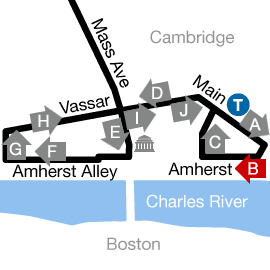 Cambridge
Mass Ave
Main
T
Vassar
D
J
A
H
I
E
C
G
F
Amherst
B
Amherst Alley
Charles River
Boston